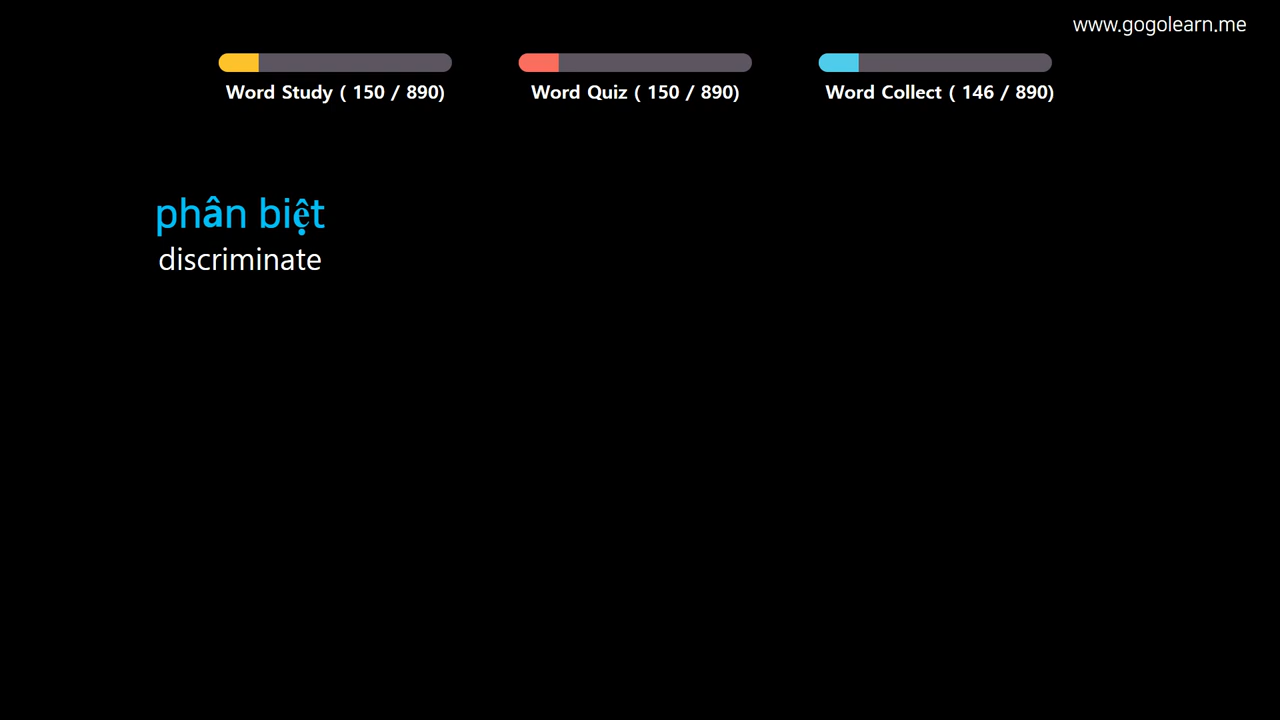 www.gogolearn.me
Word Study ( 150 / 890)
Word Quiz ( 150 / 890)
Word Collect ( 146 / 890)
phân biệt
discriminate